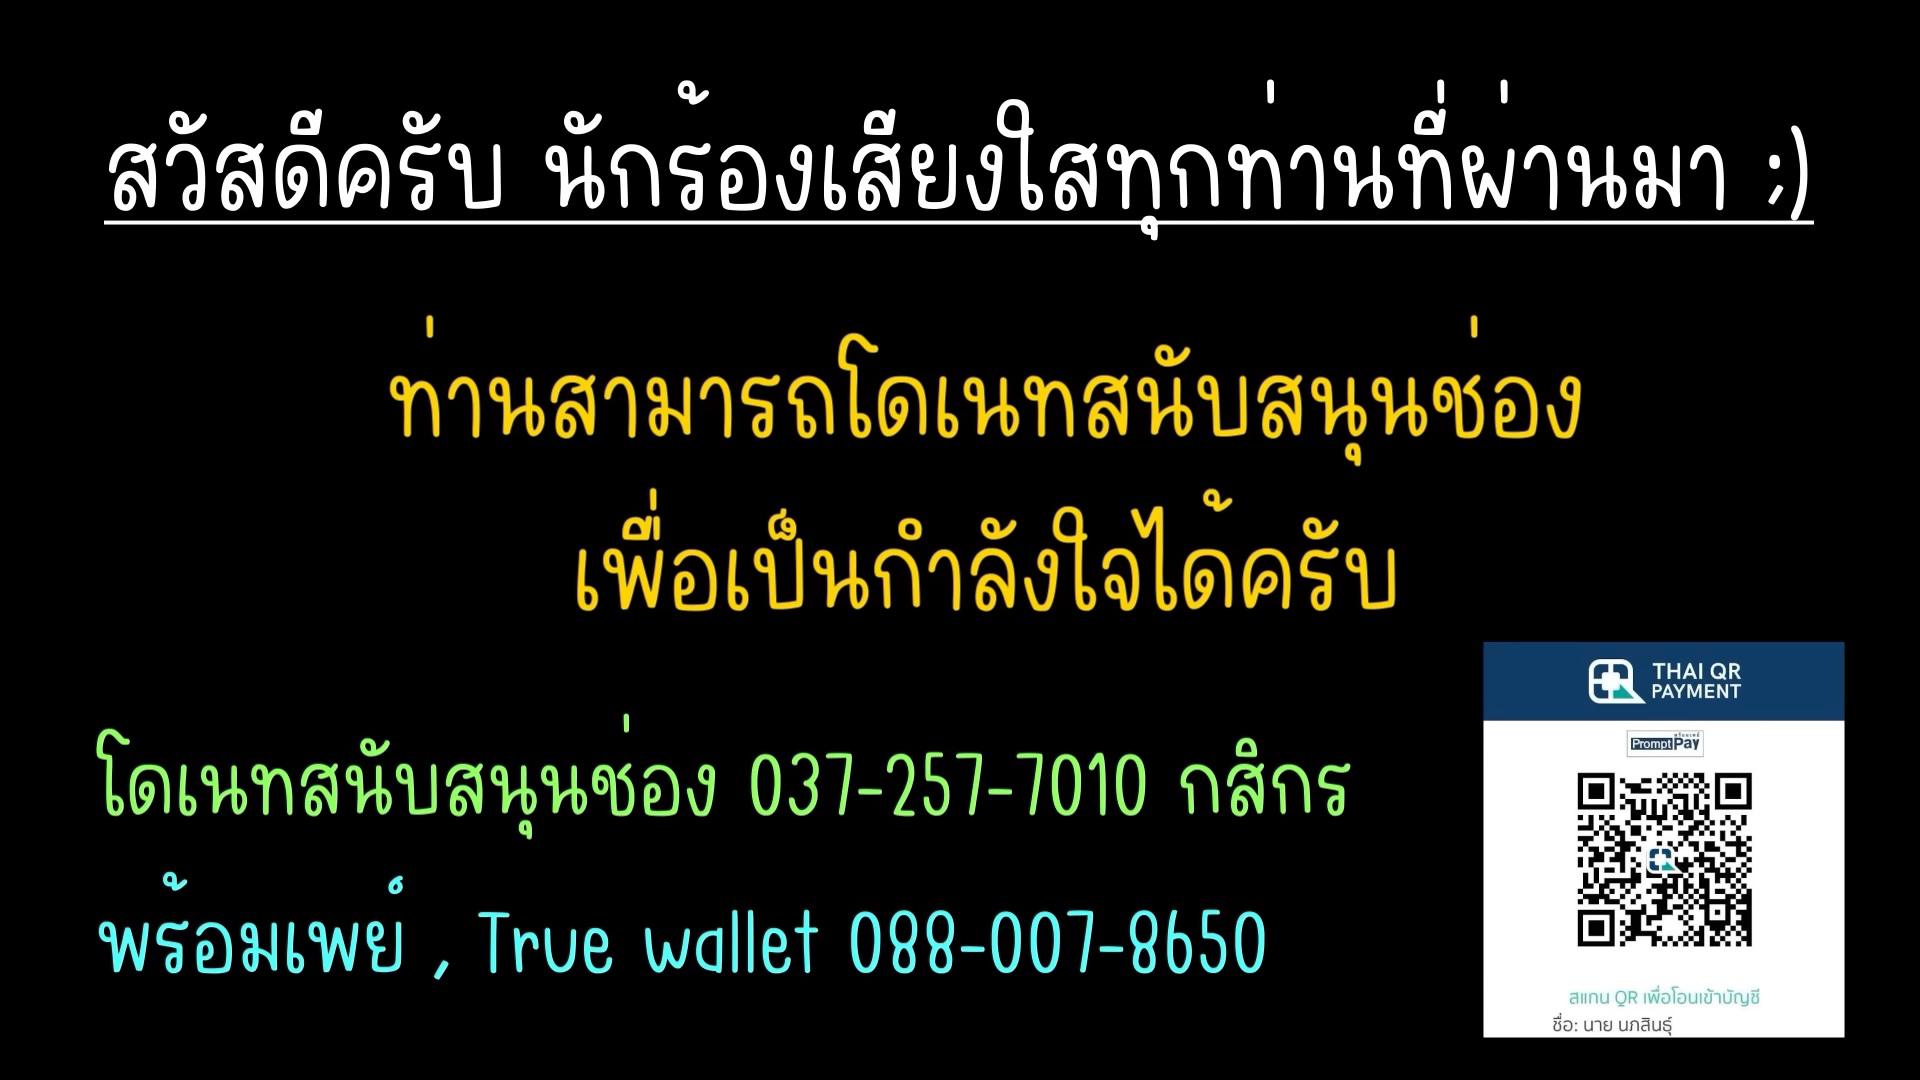 สวัสดีครับ นักร้องเสียงใสทุกท่านที่ผ่านมา ;)
ท่านสามารถโดเนทสนับสนุนช่อง
เพื่อเป็นกำลังใจได้ครับ
โดเนทสนับสนุนช่อง 037-257-7010 กสิกร
พร้อมเพย์ , True wallet 088-007-8650
THAI QR
PAYMENT
พร้อมเพย์
PromptPay
สแกน QR เพื่อโอนเข้าบัญชี
ชื่อ: นาย นภสินธุ์